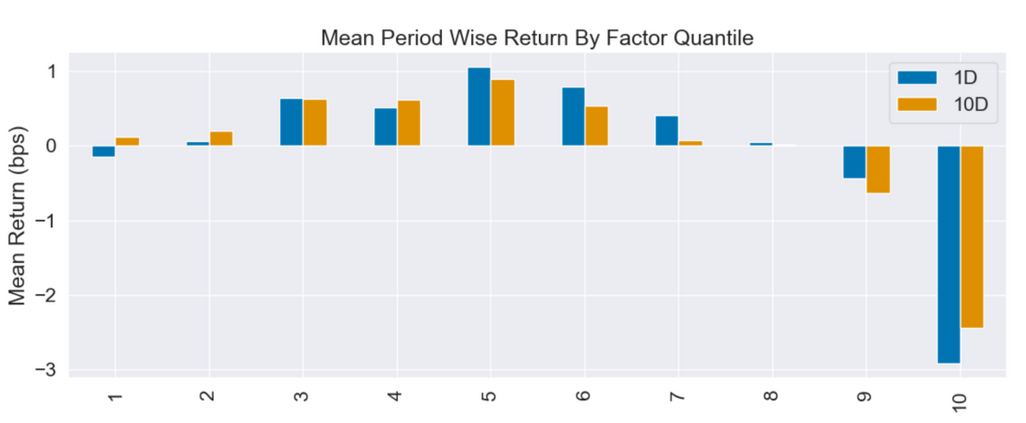 Mean Period Wise Return By Factor Quantile
1D
10D
Mean Return (bps)
1
0
−1
−2
−3
1 2 3 4 5 6 7 8 9 10